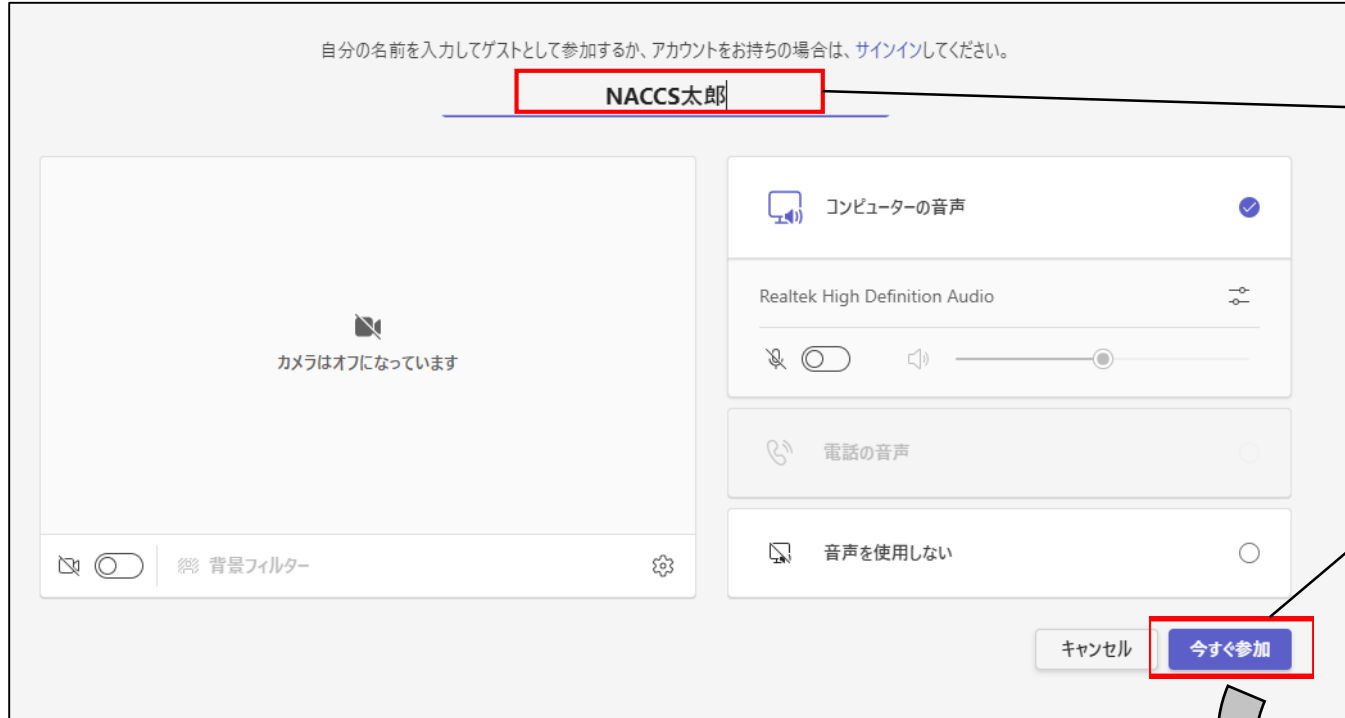 自分の名前を入力してゲストとして参加するか、アカウントをお持ちの場合は、サインインしてください。
NACCS太郎
カメラはオフになっています
背景フィルター
コンピューターの音声
Realtek High Definition Audio
電話の音声
音声を使用しない
キャンセル
今すぐ参加